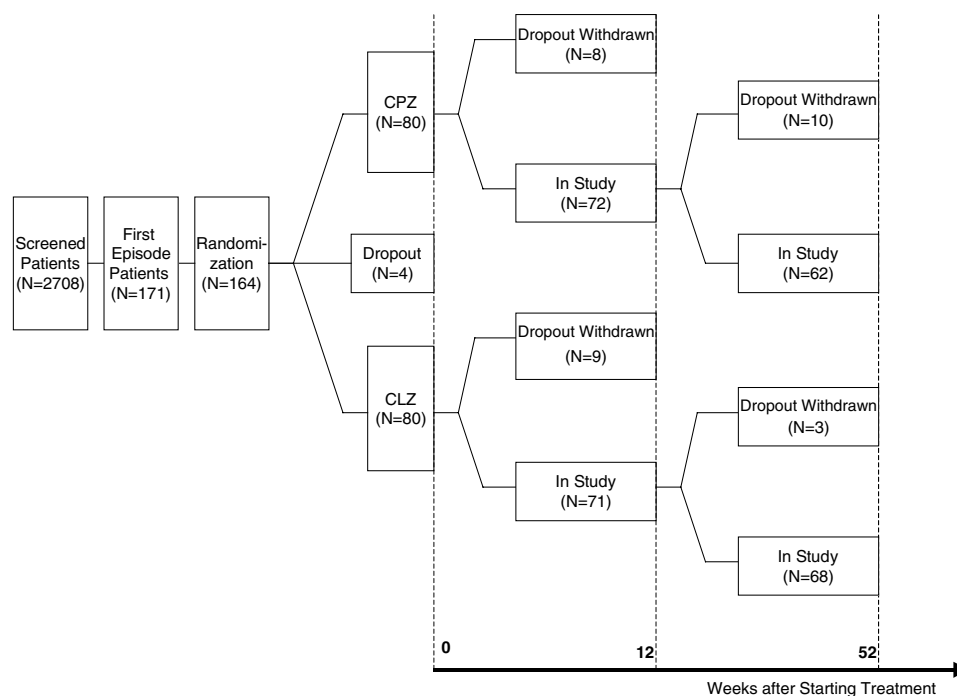 Screened
Patients
(N=2708)
First
Episode
Patients
(N=171)
Randomi-
zation
(N=164)
CPZ
(N=80)
Dropout
(N=4)
CLZ
(N=80)
Dropout Withdrawn
(N=8)
In Study
(N=72)
Dropout Withdrawn
(N=9)
In Study
(N=71)
Dropout Withdrawn
(N=10)
In Study
(N=62)
Dropout Withdrawn
(N=3)
In Study
(N=68)
0
12
52
Weeks after Starting Treatment